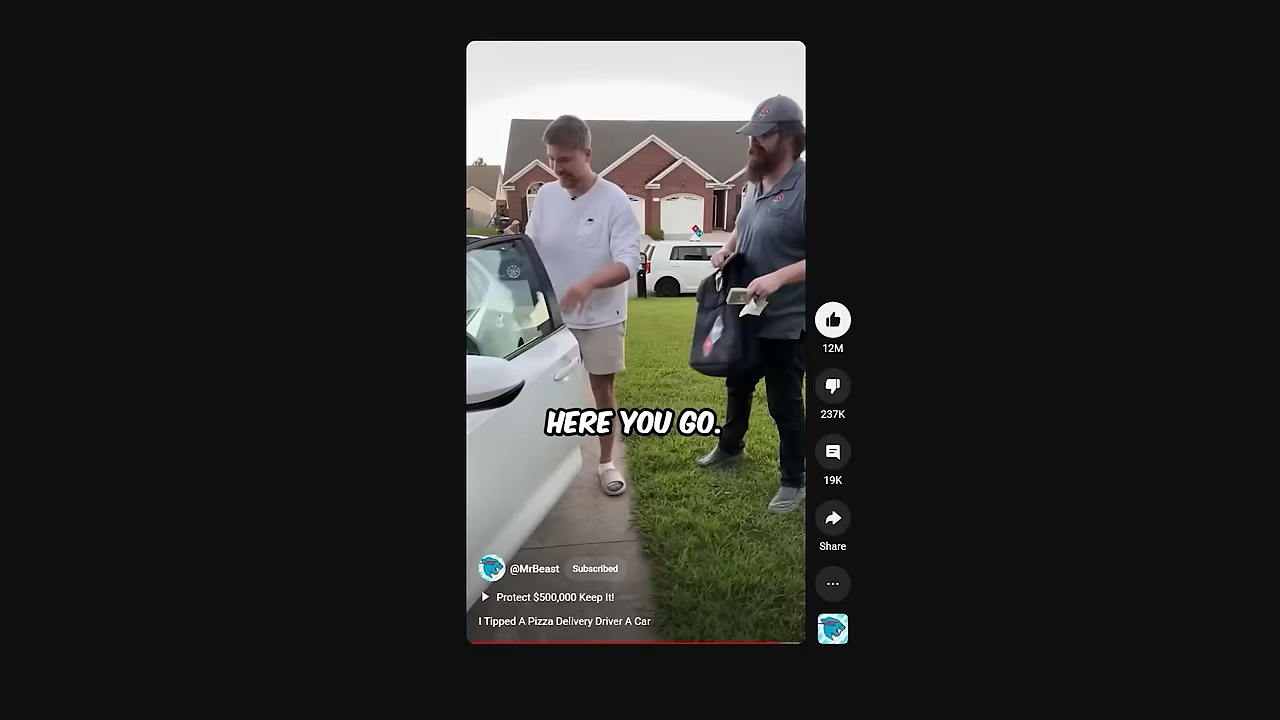 HERE YOU GO.
@MrBeast Subscribed
Protect $500,000 Keep It!
I Tipped A Pizza Delivery Driver A Car
12M
237K
19K
Share